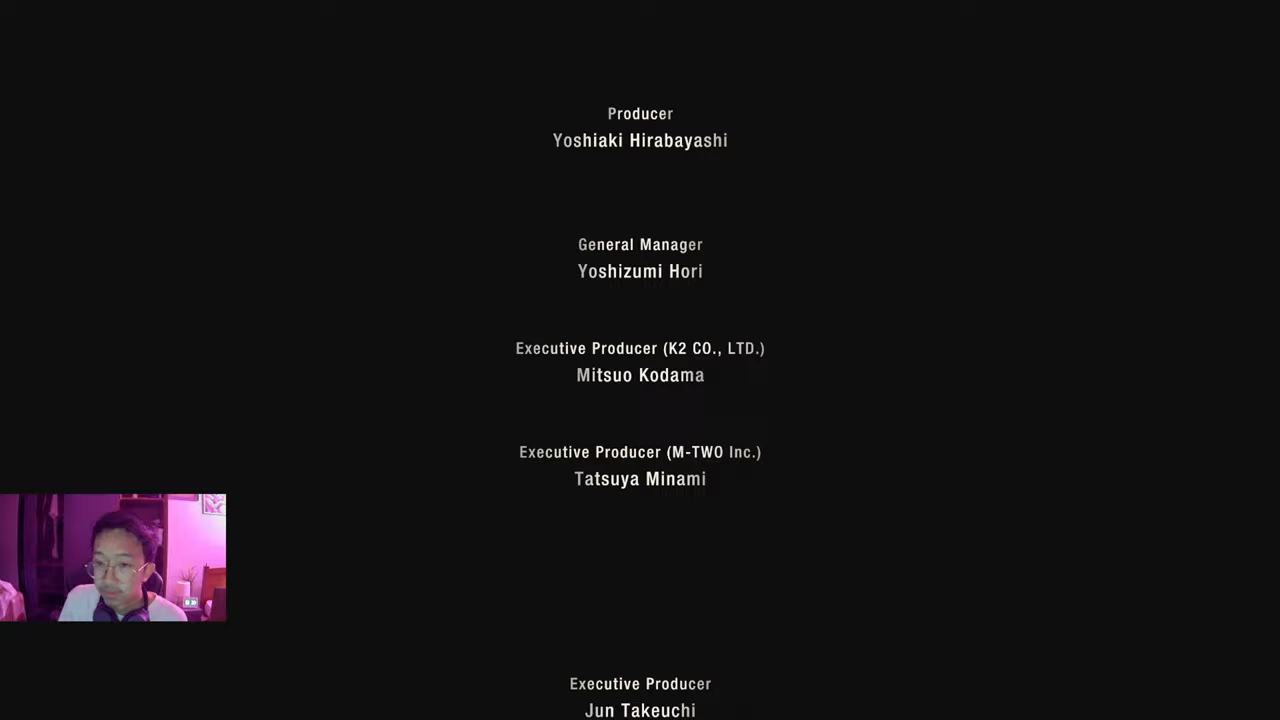 Producer
Yoshiaki Hirabayashi
General Manager
Yoshizumi Hori
Executive Producer (K2 CO., LTD.)
Mitsuo Kodama
Executive Producer (M-TWO Inc.)
Tatsuya Minami
Executive Producer
Jun Takeuchi